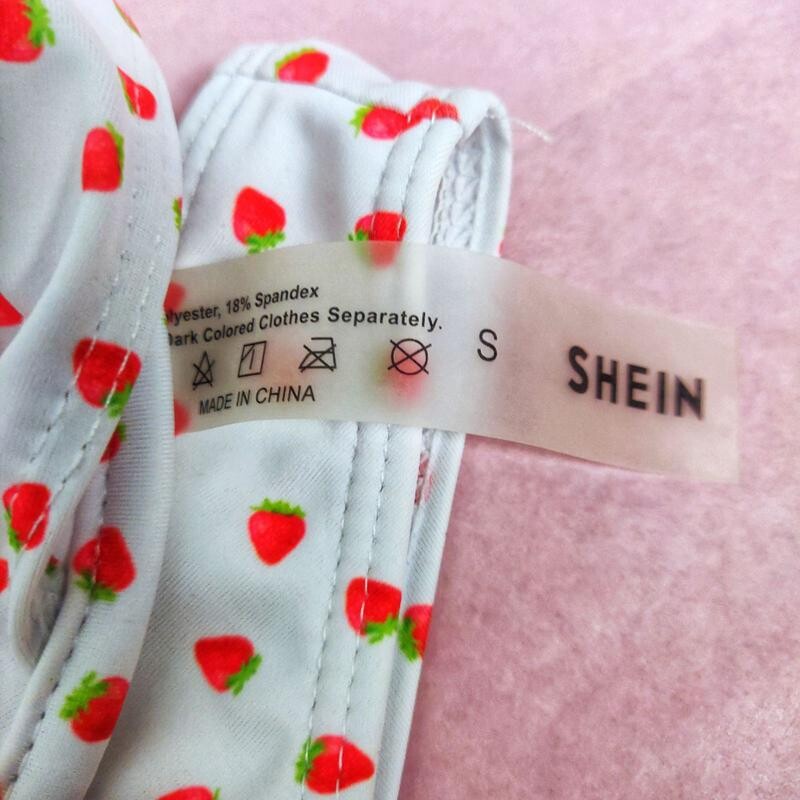 lyester, 18% Spandex
Dark Colored Clothes Separately.
MADE IN CHINA
S
SHEIN